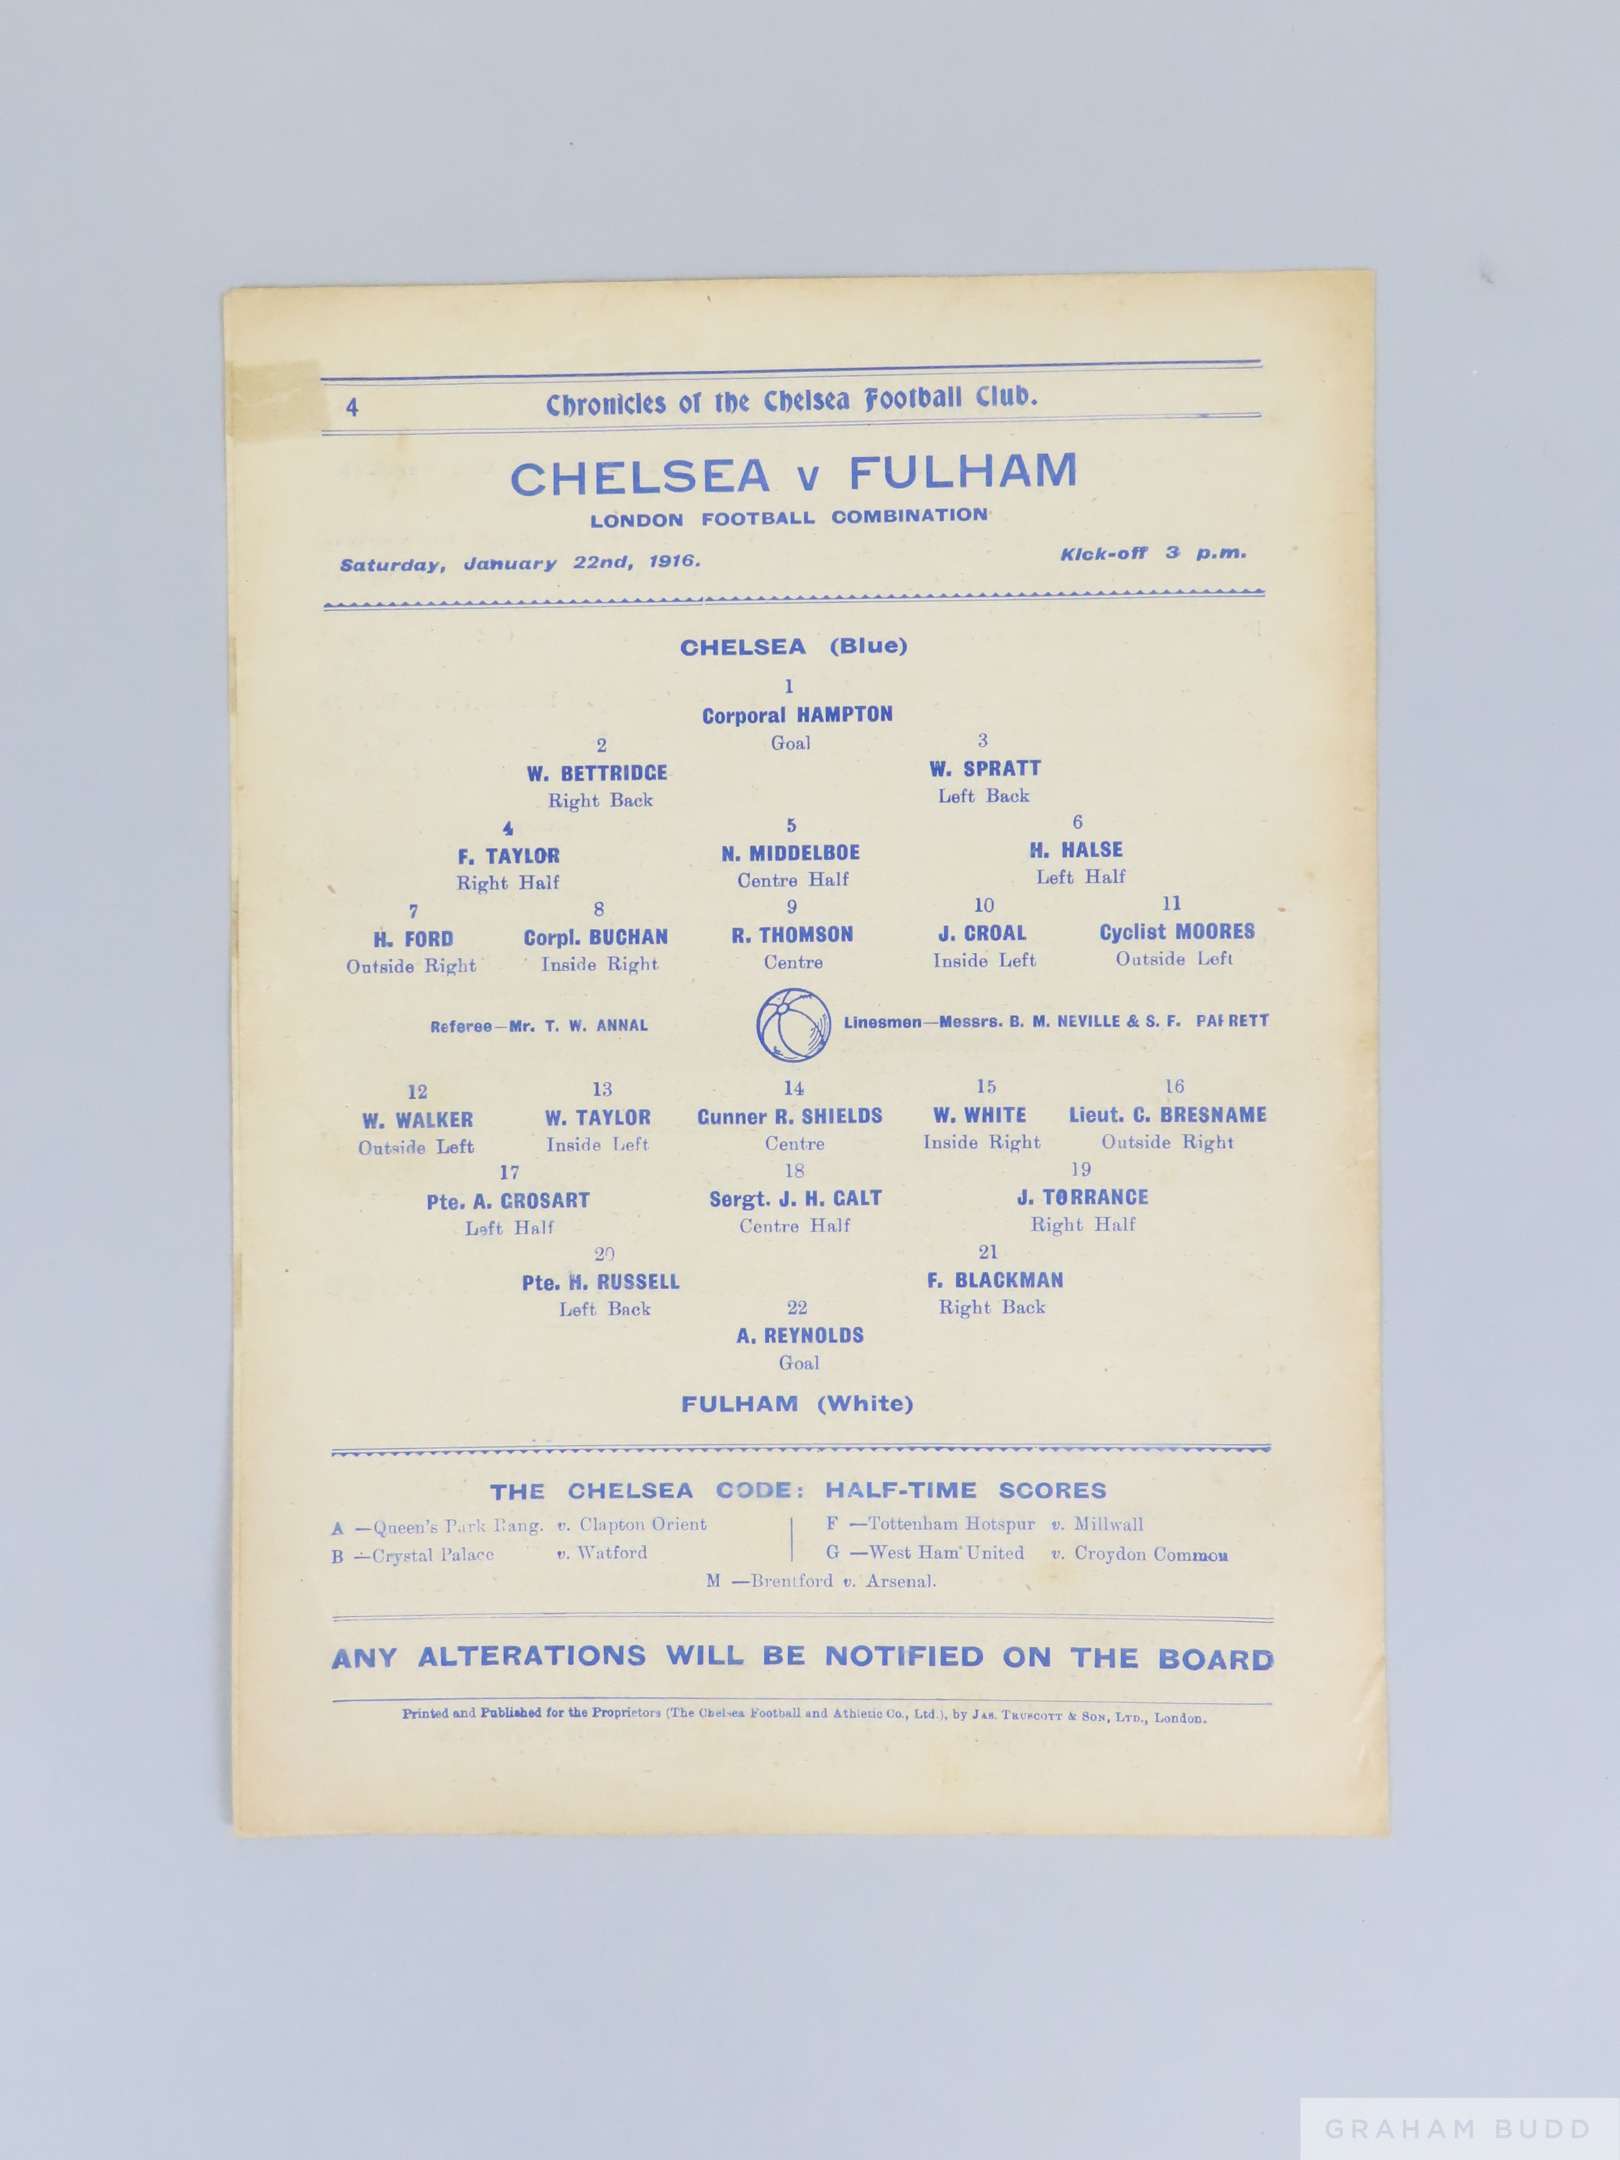 4 Chronicles of the Chelsea Football Club.
CHELSEA v FULHAM
LONDON FOOTBALL COMBINATION
Saturday, January 22nd, 1916. Kick-off 3 p.m.
CHELSEA (Blue)
1
Corporal HAMPTON
Goal
2 3
W. BETTRIDGE W. SPRATT
Right Back Left Back
4 5 6
F. TAYLOR N. MIDDELBOE H. HALSE
Right Half Centre Half Left Half
7 8 9 10 11
H. FORD Corpl. BUCHAN R. THOMSON J. CROAL Cyclist MOORES
Outside Right Inside Right Centre Inside Left Outside Left
Referee—Mr. T. W. ANNAL Linesmen—Messrs. B. M. NEVILLE & S. F. PARRETT
12 13 14 15 16
W. WALKER W. TAYLOR Gunner R. SHIELDS W. WHITE Lieut. C. BRESNAME
Outside Left Inside Left Centre Inside Right Outside Right
17 18 19
Pte. A. GROSART Sergt. J. H. GALT J. TORRANCE
Left Half Centre Half Right Half
20 21
Pte. H. RUSSELL F. BLACKMAN
Left Back Right Back
22
A. REYNOLDS
Goal
FULHAM (White)
THE CHELSEA CODE: HALF-TIME SCORES
A —Queen's Park Rang. v. Clapton Orient F —Tottenham Hotspur v. Millwall
B —Crystal Palace v. Watford G —West Ham United v. Croydon Common
M —Brentford v. Arsenal.
ANY ALTERATIONS WILL BE NOTIFIED ON THE BOARD
Printed and Published for the Proprietors (The Chelsea Football and Athletic Co., Ltd.), by JAS. TRUSCOTT & SON, LTD., London.
GRAHAM BUDD